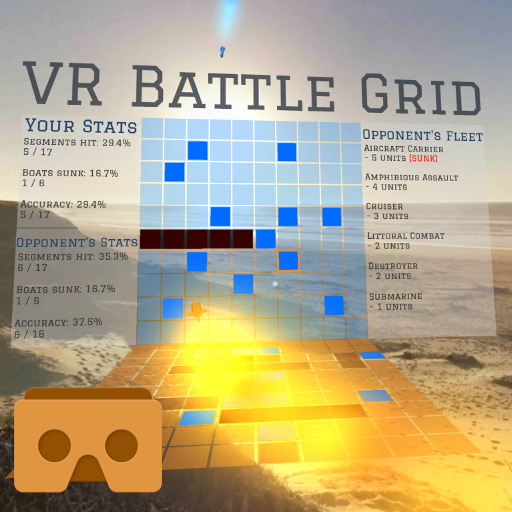 VR Battle Grid
Your Stats
Segments hit: 29.4%
5 / 17
Boats sunk: 16.7%
1 / 6
Accuracy: 29.4%
5 / 17
Opponent's Stats
Segments hit: 35.3%
6 / 17
Boats sunk: 16.7%
1 / 6
Accuracy: 37.5%
6 / 16
Opponent's Fleet
Aircraft Carrier
- 5 units (SUNK)
Amphibious Assault
- 4 units
Cruiser
- 3 units
Littoral Combat
- 2 units
Destroyer
- 2 units
Submarine
- 1 units